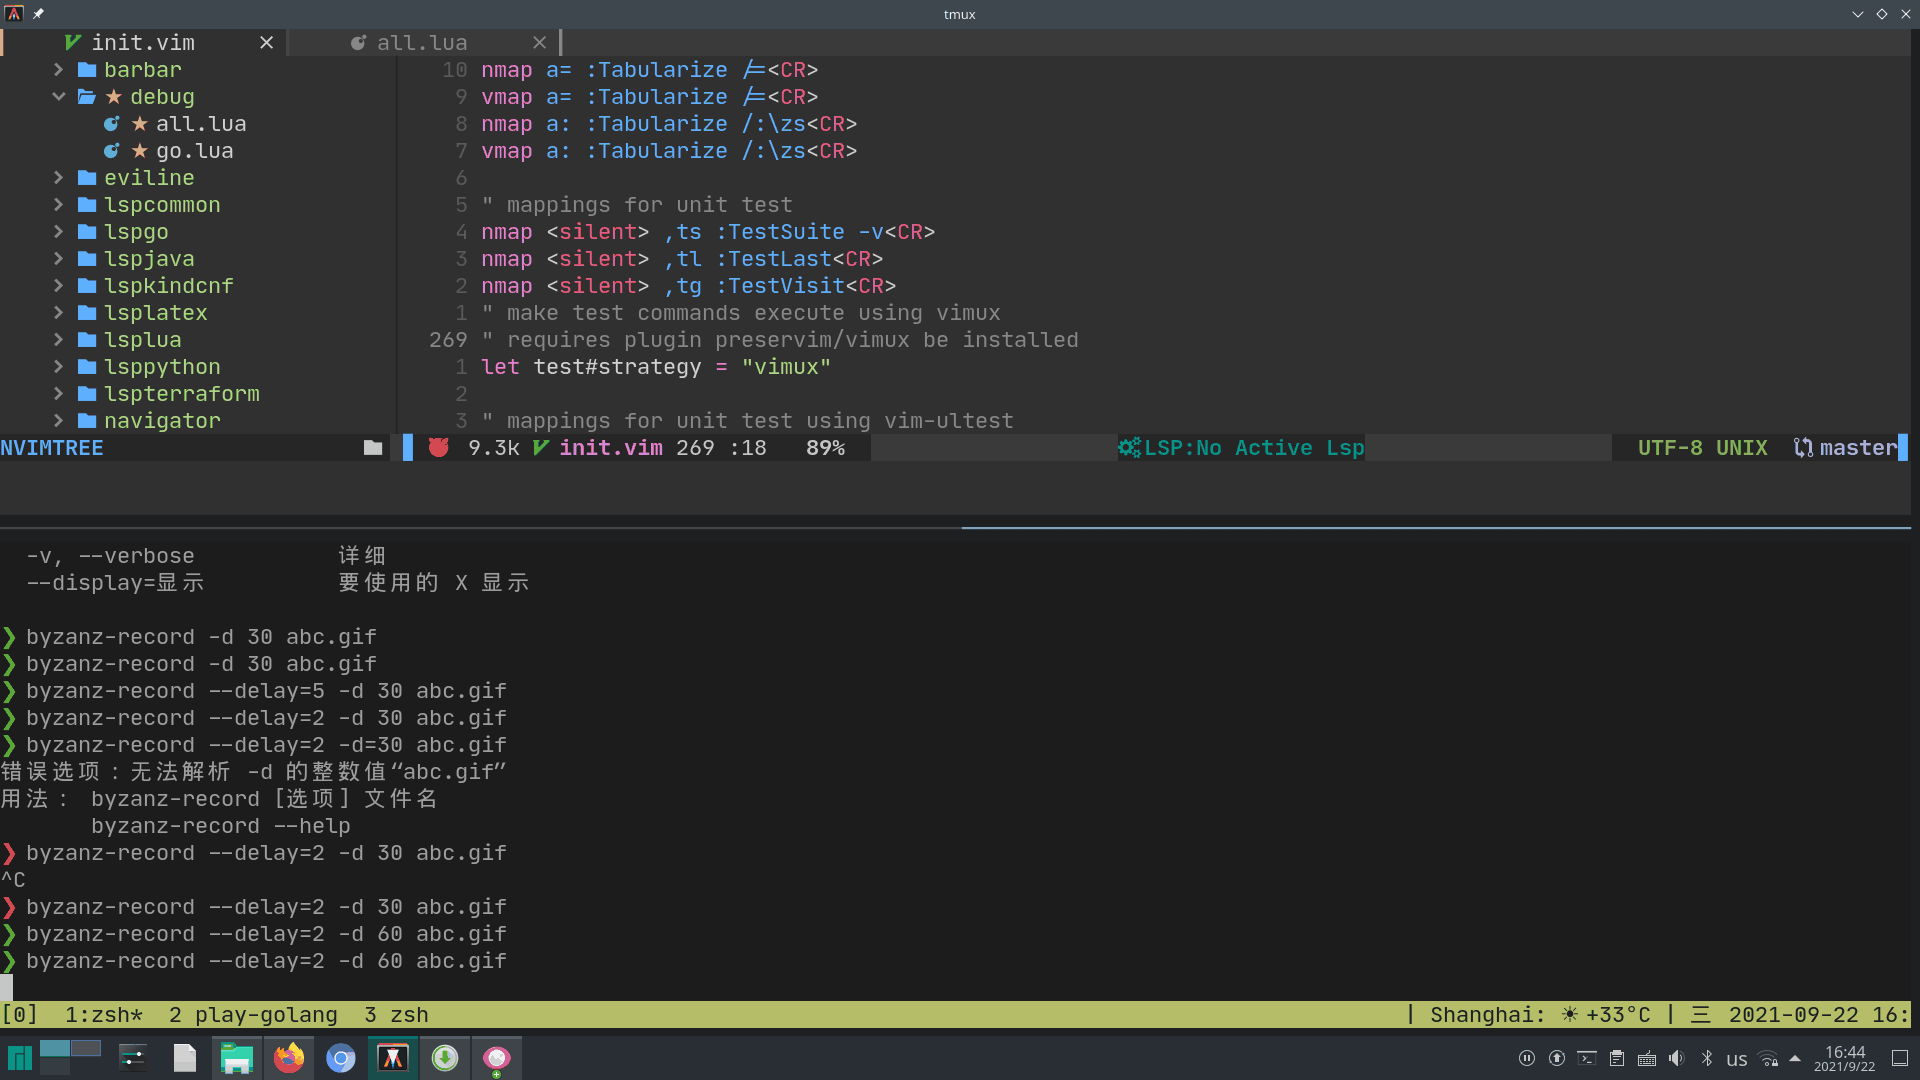 tmux
init.vim
all.lua
barbar
debug
all.lua
go.lua
eviline
lspcommon
lspgo
lspjava
lspkindcnf
lsplatex
lsplua
lsppython
lspterraform
navigator
10 nmap a= :Tabularize /=<CR>
9 vmap a= :Tabularize /=<CR>
8 nmap a: :Tabularize /:\zs<CR>
7 vmap a: :Tabularize /:\zs<CR>
6
5 " mappings for unit test
4 nmap <silent> ,ts :TestSuite -v<CR>
3 nmap <silent> ,tl :TestLast<CR>
2 nmap <silent> ,tg :TestVisit<CR>
1 " make test commands execute using vimux
269 " requires plugin preservim/vimux be installed
1 let test#strategy = "vimux"
2
3 " mappings for unit test using vim-ultest
NVIMTREE
9.3k init.vim 269 :18 89% LSP:No Active Lsp UTF-8 UNIX master
-v, --verbose 详细
--display=显示 要使用的 X 显示
❯ byzanz-record -d 30 abc.gif
❯ byzanz-record -d 30 abc.gif
❯ byzanz-record --delay=5 -d 30 abc.gif
❯ byzanz-record --delay=2 -d 30 abc.gif
❯ byzanz-record --delay=2 -d=30 abc.gif
错误选项：无法解析 -d 的整数值“abc.gif”
用法： byzanz-record [选项] 文件名
byzanz-record --help
❯ byzanz-record --delay=2 -d 30 abc.gif
^C
❯ byzanz-record --delay=2 -d 30 abc.gif
❯ byzanz-record --delay=2 -d 60 abc.gif
❯ byzanz-record --delay=2 -d 60 abc.gif
[0] 1:zsh* 2 play-golang 3 zsh | Shanghai: ☀ +33°C | 三 2021-09-22 16:
us
16:44
2021/9/22